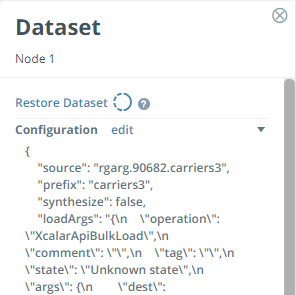 Dataset
Node 1
Restore Dataset ?
Configuration edit
{
"source": "rgarg.90682.carriers3",
"prefix": "carriers3",
"synthesize": false,
"loadArgs": "{\n \"operation\":
\"XcalarApiBulkLoad\",\n
\"comment\": \"\",\n \"tag\": \"\",\n
\"state\": \"Unknown state\",\n
\"args\": {\n \"dest\":